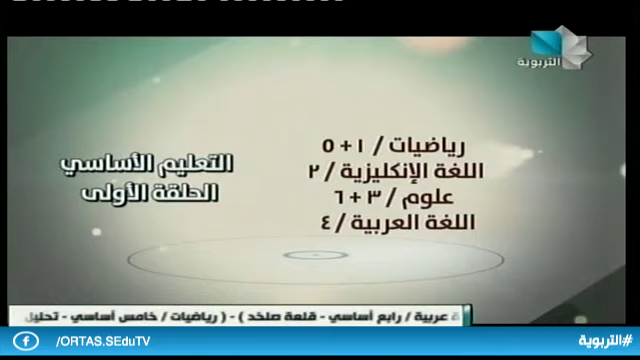 التربوية
رياضيات / ١ + ٥
اللغة الإنكليزية / ٢
علوم / ٣ + ٦
اللغة العربية / ٤
التعليم الأساسي
الحلقة الأولى
عربية / رابع أساسي - قلعة صلخد ) - ( رياضيات / خامس أساسي - تحليل
#التربوية
/ORTAS.SEduTV